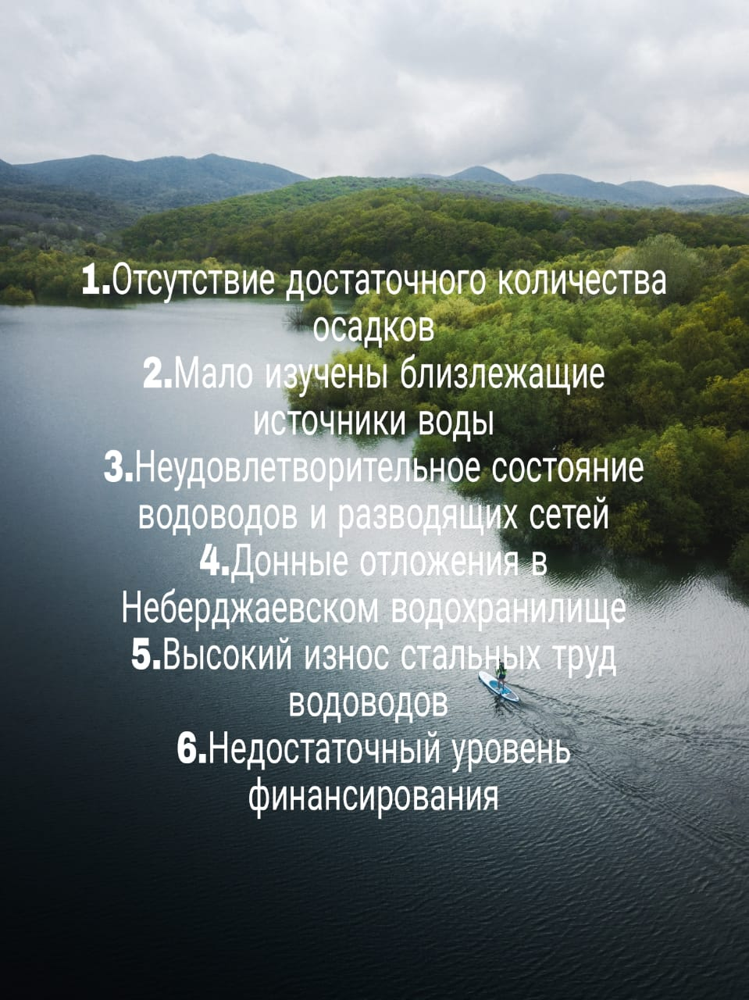 1.Отсутствие достаточного количества
осадков
2.Мало изучены близлежащие
источники воды
3.Неудовлетворительное состояние
водоводов и разводящих сетей
4.Донные отложения в
Неберджаевском водохранилище
5.Высокий износ стальных труд
водоводов
6.Недостаточный уровень
финансирования